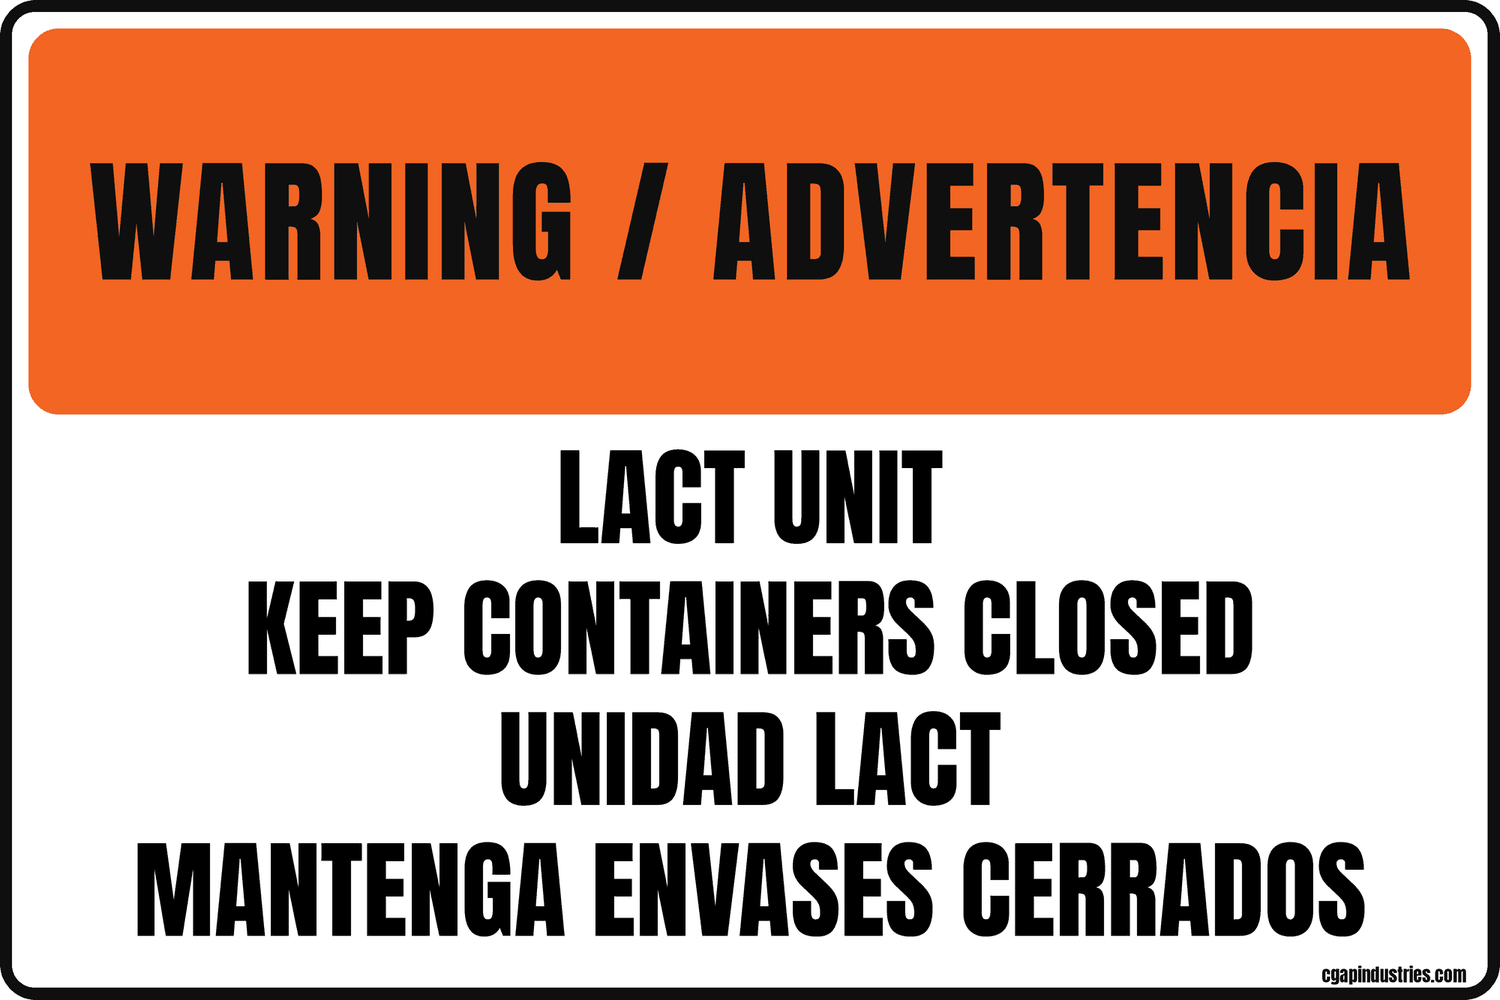 WARNING / ADVERTENCIA
LACT UNIT
KEEP CONTAINERS CLOSED
UNIDAD LACT
MANTENGA ENVASES CERRADOS
cgapindustries.com